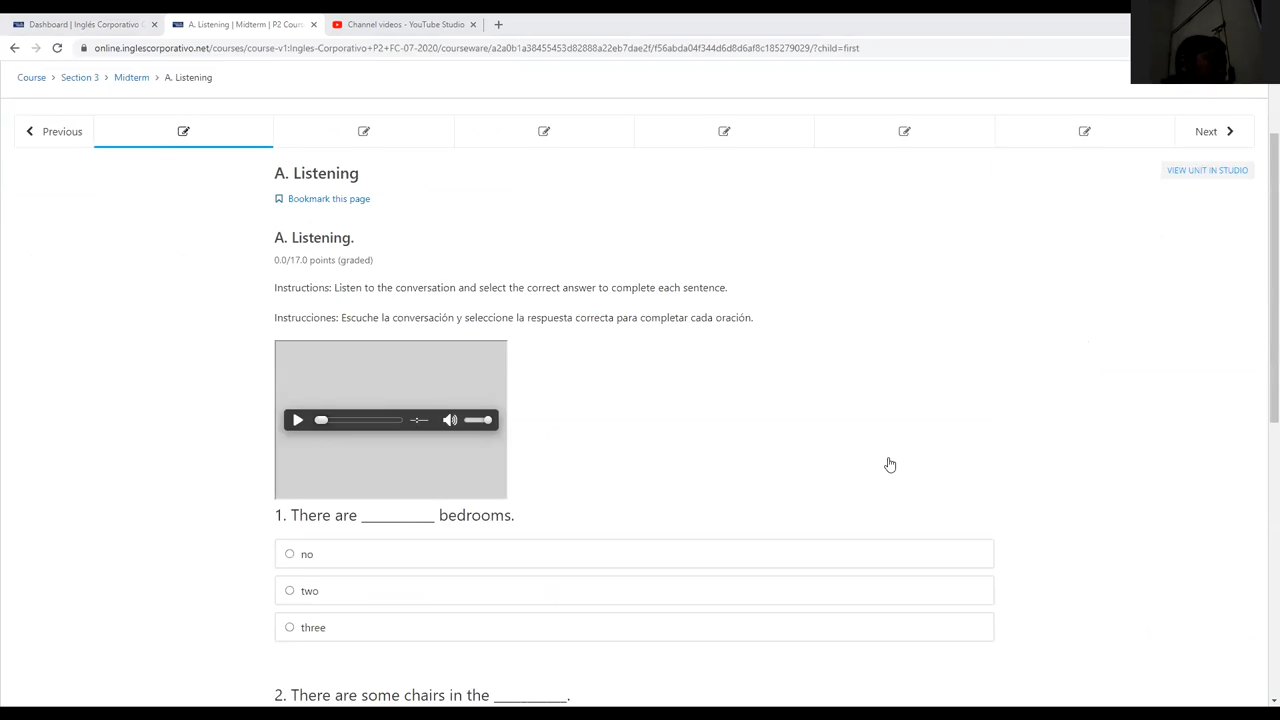 Dashboard | Inglés Corporativo
A. Listening | Midterm | P2 Cour
Channel videos - YouTube Studio
online.inglescorporativo.net/courses/course-v1:Ingles-Corporativo+P2+FC-07-2020/courseware/a2a0b1a38455453d82888a22eb7dae2f/f56abda04f344d6d8d6af8c185279029/?child=first
Course > Section 3 > Midterm > A. Listening
Previous
Next
A. Listening
VIEW UNIT IN STUDIO
Bookmark this page
A. Listening.
0.0/17.0 points (graded)
Instructions: Listen to the conversation and select the correct answer to complete each sentence.
Instrucciones: Escuche la conversación y seleccione la respuesta correcta para completar cada oración.
1. There are __________ bedrooms.
no
two
three
2. There are some chairs in the __________.